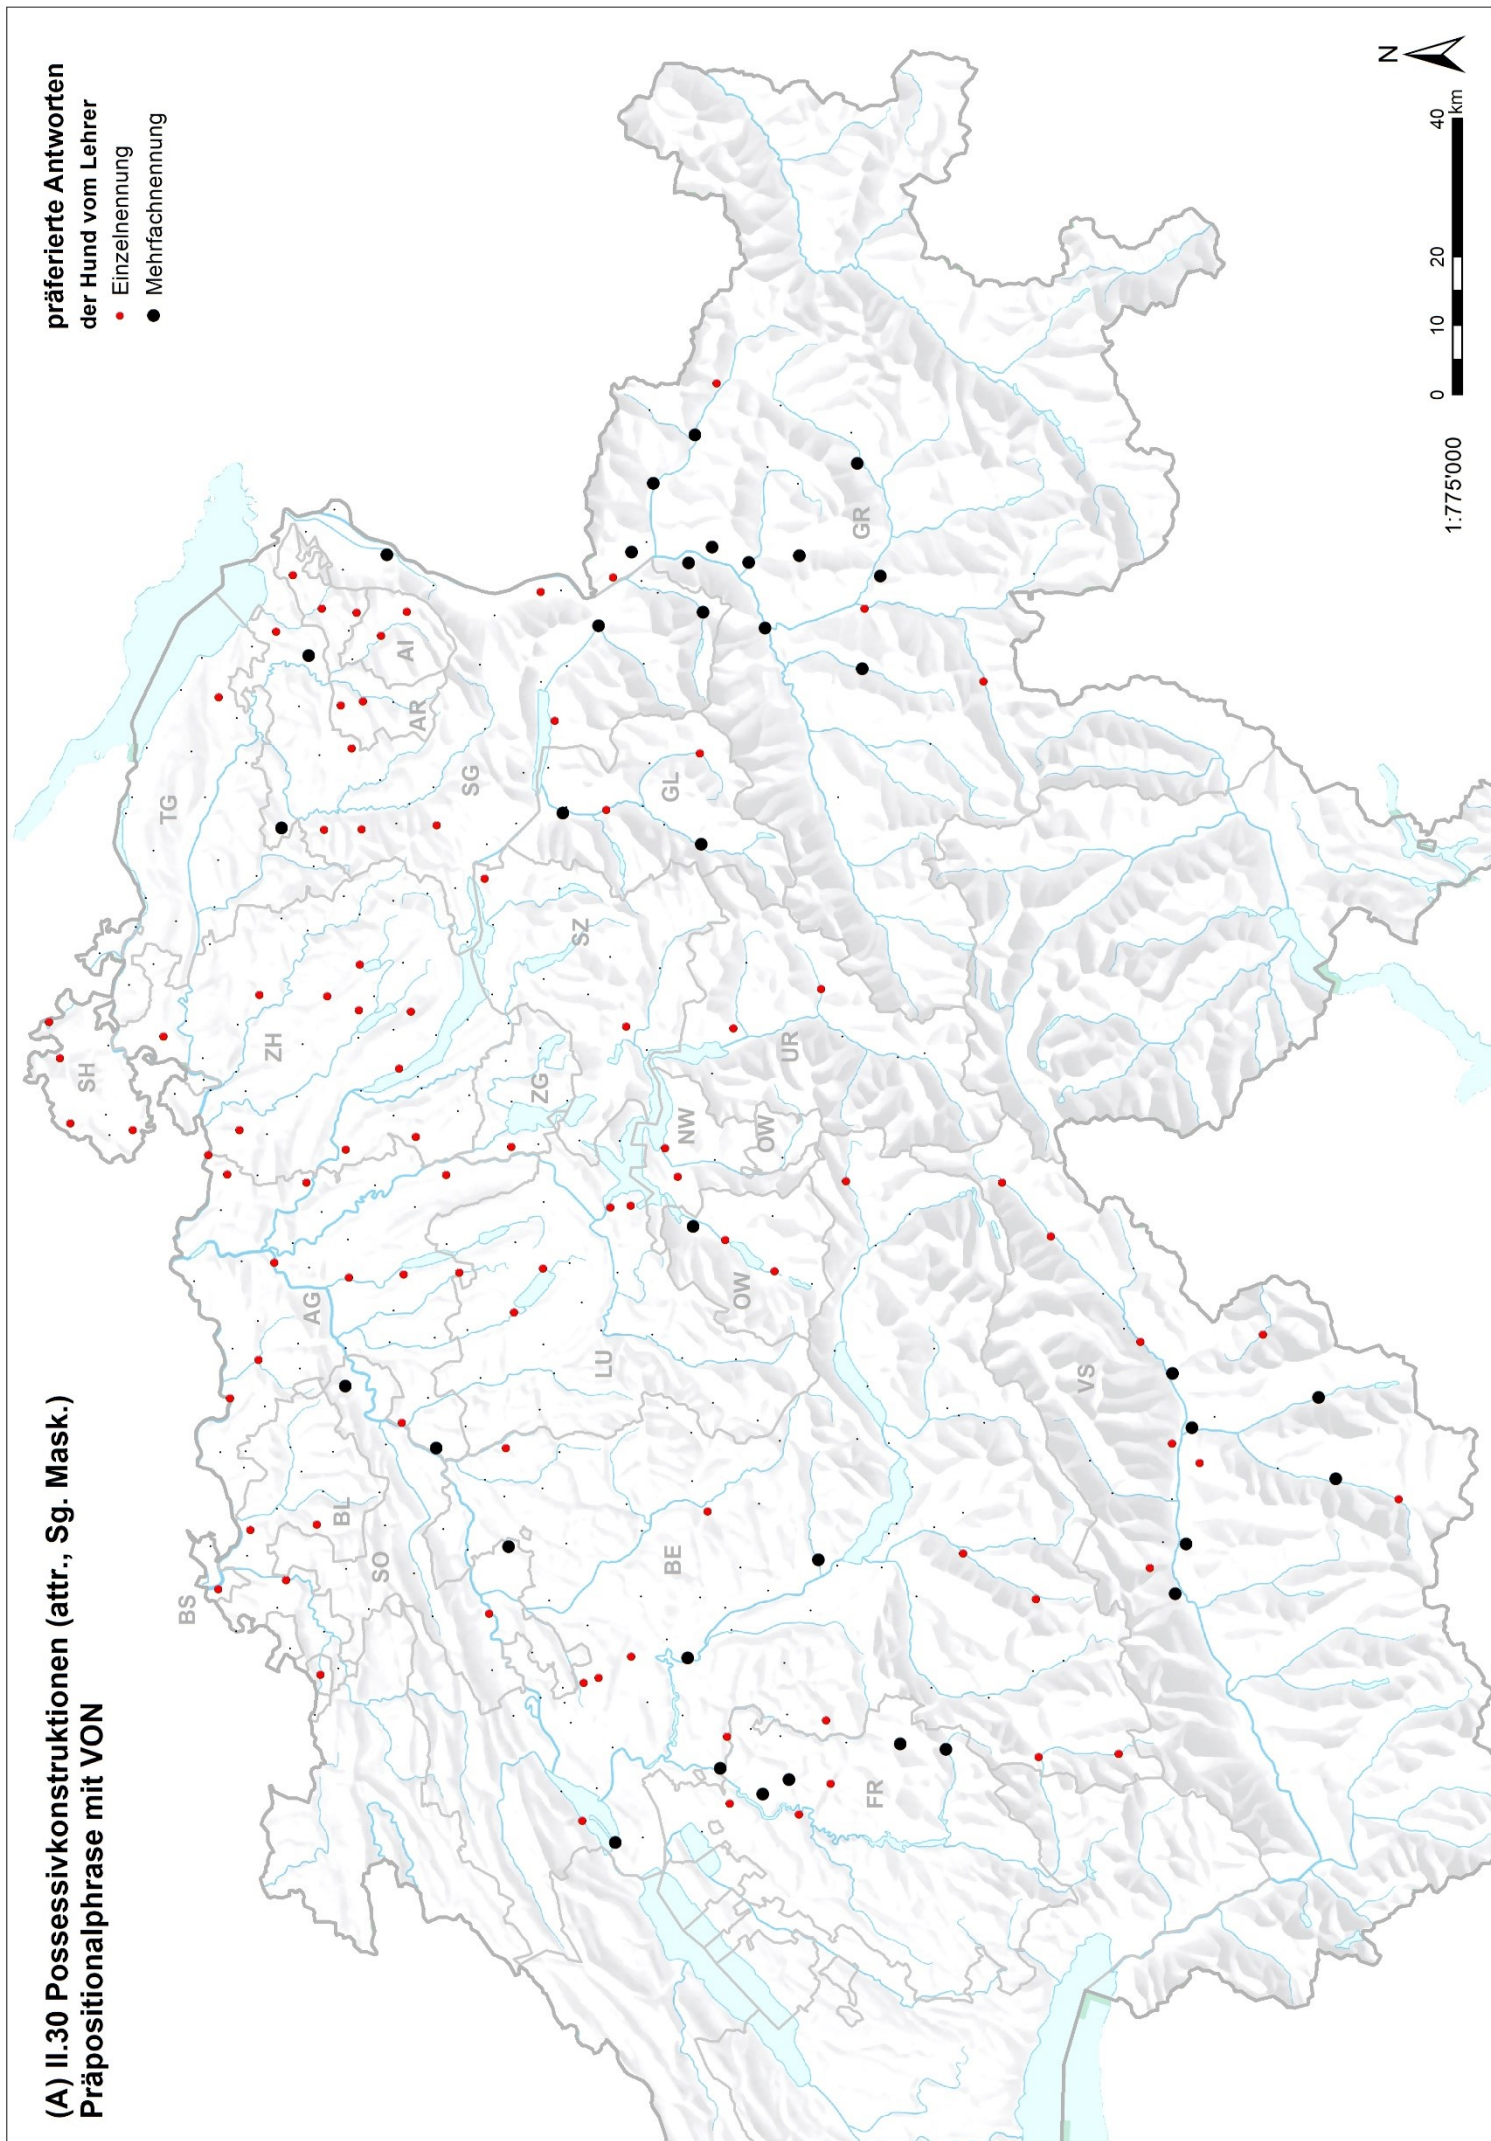 (A) II.30 Possessivkonstruktionen (attr., Sg. Mask.)
Präpositionalphrase mit VON
präferierte Antworten
der Hund vom Lehrer
Einzelnennung
Mehrfachnennung
BS
BL
SO
AG
SH
ZH
TG
SG
AR
AI
ZG
LU
SZ
GL
NW
OW
OW
UR
BE
FR
VS
GR
N
1:775'000
0 10 20 40
km